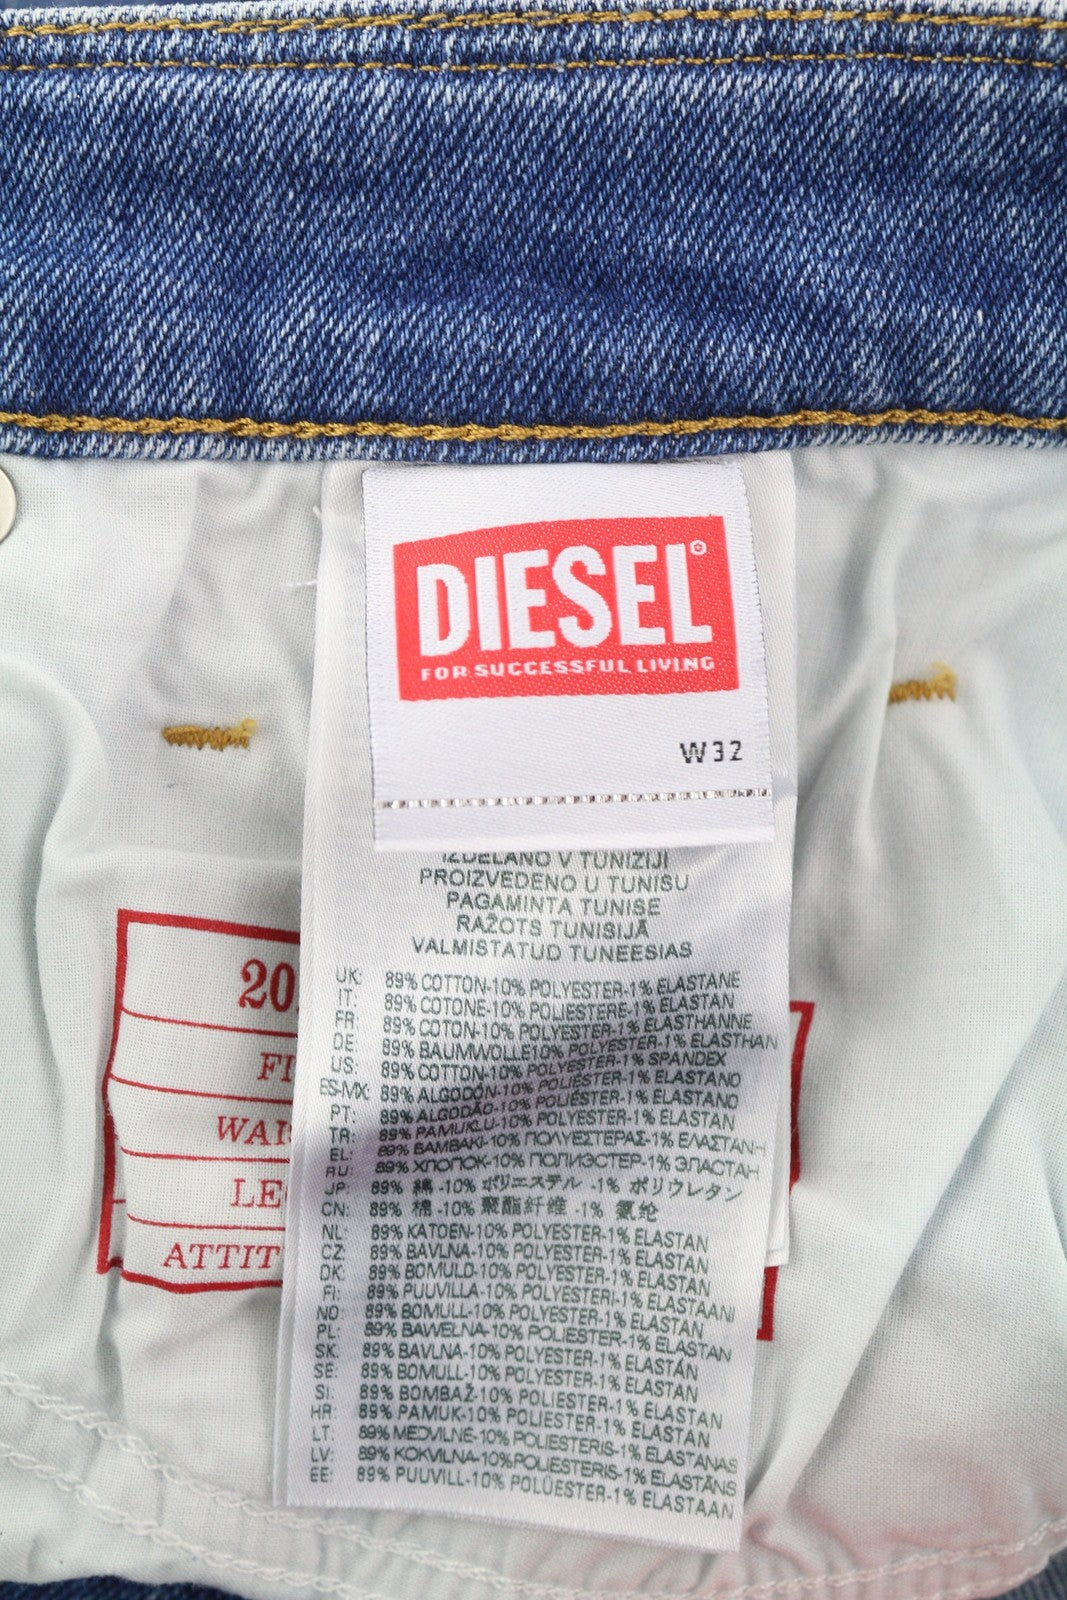 DIESEL®
FOR SUCCESSFUL LIVING
W32
IZDELANO V TUNIZIJI
PROIZVEDENO U TUNISU
PAGAMINTA TUNISE
RAŽOTS TUNISIJĀ
VALMISTATUD TUNEESIAS
UK: 89% COTTON-10% POLYESTER-1% ELASTANE
IT: 89% COTONE-10% POLIESTERE-1% ELASTAN
FR: 89% COTON-10% POLYESTER-1% ELASTHANNE
DE: 89% BAUMWOLLE10% POLYESTER-1% ELASTHAN
US: 89% COTTON-10% POLYESTER-1% SPANDEX
ES-MX: 89% ALGODÓN-10% POLIÉSTER-1% ELASTANO
PT: 89% ALGODÃO-10% POLIÉSTER-1% ELASTANO
TR: 89% PAMUKLU-10% POLYESTER-1% ELASTAN
EL: 89% ΒΑΜΒΑΚΙ-10% ΠΟΛΥΕΣΤΕΡΑΣ-1% ΕΛΑΣΤΑΝΗ
RU: 89% ХЛОПОК-10% ПОЛИЭСТЕР-1% ЭЛАСТАН
JP: 89% 綿 -10% ポリエステル -1% ポリウレタン
CN: 89% 棉 -10% 聚酯纤维 -1% 氨纶
NL: 89% KATOEN-10% POLYESTER-1% ELASTAN
CZ: 89% BAVLNA-10% POLYESTER-1% ELASTAN
DK: 89% BOMULD-10% POLYESTER-1% ELASTAN
FI: 89% PUUVILLA-10% POLYESTERI-1% ELASTAANI
NO: 89% BOMULL-10% POLYESTER-1% ELASTAN
PL: 89% BAWEŁNA-10% POLIESTER-1% ELASTAN
SK: 89% BAVLNA-10% POLYESTER-1% ELASTÁN
SE: 89% BOMULL-10% POLYESTER-1% ELASTAN
SI: 89% BOMBAŽ-10% POLIESTER-1% ELASTAN
HR: 89% PAMUK-10% POLIESTER-1% ELASTAN
LT: 89% MEDVILNĖ-10% POLIESTERIS-1% ELASTANAS
LV: 89% KOKVILNA-10%POLIESTERIS-1% ELASTĀNS
EE: 89% PUUVILL-10% POLÜESTER-1% ELASTAAN
20
FI
WAI
LE
ATTIT